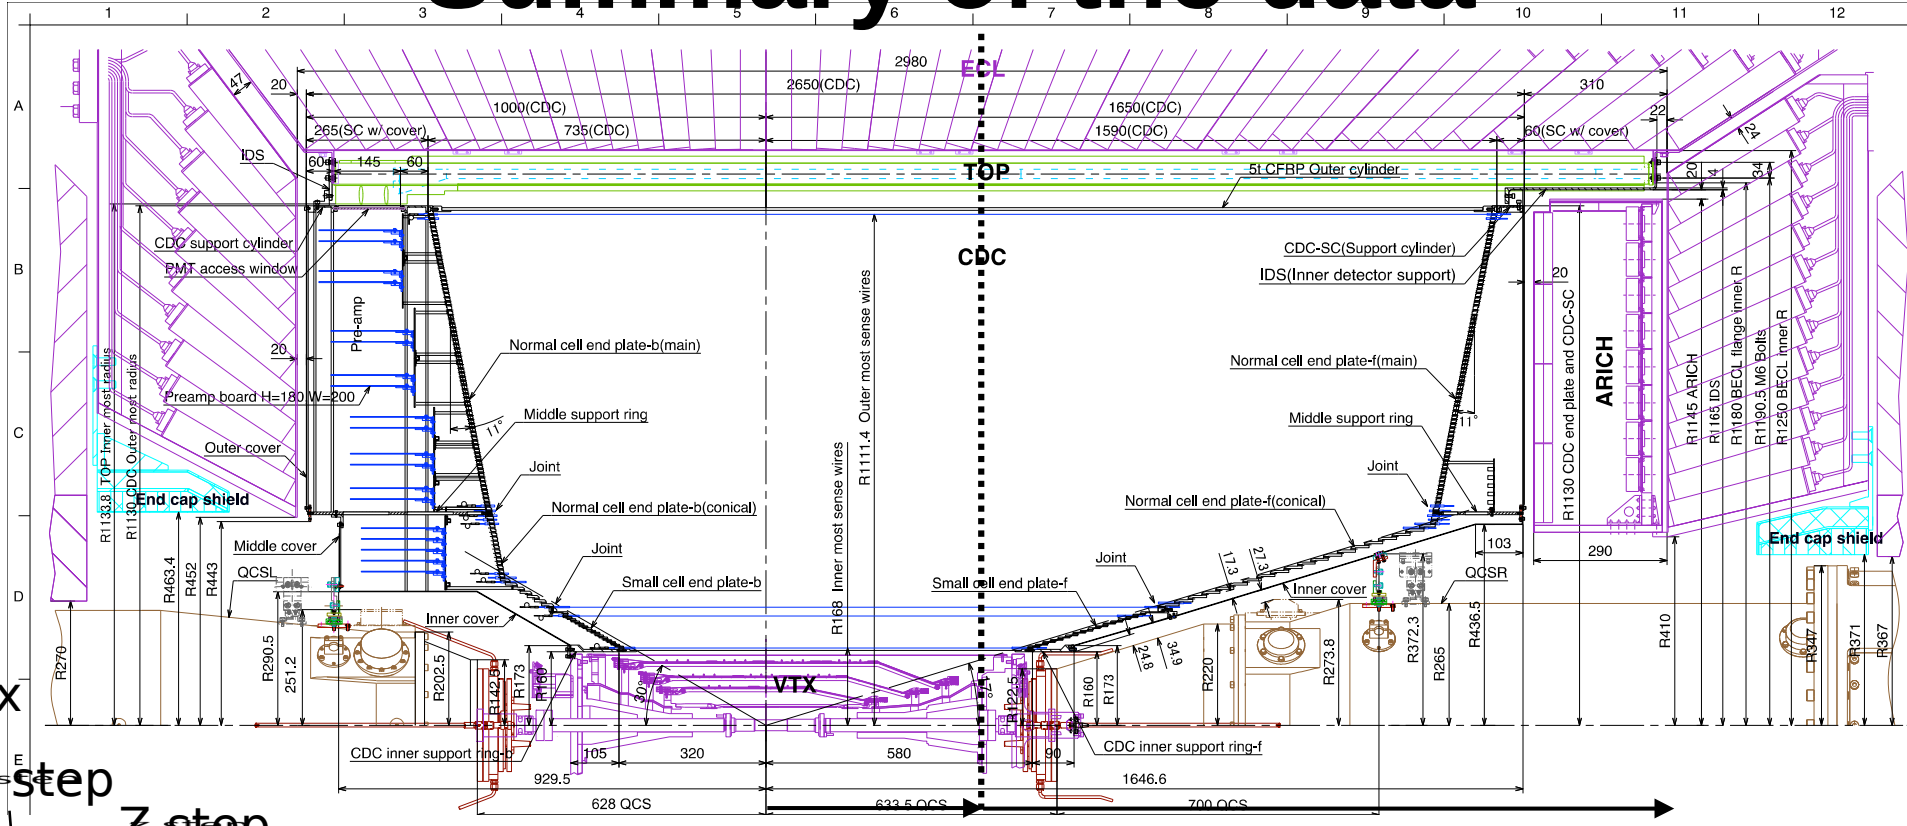 Summary of the data
1 2 3 4 5 6 7 8 9 10 11 12
A
B
C
D
E
2980
ECL
2650(CDC)
310
20
47
1000(CDC)
1650(CDC)
22
265(SC w/ cover)
735(CDC)
1590(CDC)
60(SC w/ cover)
24
IDS
60
145
60
TOP
5t CFRP Outer cylinder
20
4
34
CDC support cylinder
PMT access window
CDC
CDC-SC(Support cylinder)
IDS(Inner detector support)
20
Pre-amp
20
Normal cell end plate-b(main)
Normal cell end plate-f(main)
Preamp board H=180 W=200
Middle support ring
Middle support ring
11°
11°
Outer cover
Joint
Joint
ARICH
End cap shield
Normal cell end plate-b(conical)
Normal cell end plate-f(conical)
End cap shield
R1133.8 TOP Inner most radius
R1130 CDC Outer most radius
R1111.4 Outer most sense wires
R168 Inner most sense wires
R1130 CDC end plate and CDC-SC
R1145 ARICH
R1165 IDS
R1180 BECL flange inner R
R1190.5 M6 Bolts
R1250 BECL inner R
Middle cover
Joint
Joint
17.3
27.3
103
290
QCSL
Small cell end plate-b
Small cell end plate-f
Inner cover
QCSR
Inner cover
R463.4
R452
R443
R270
R290.5
251.2
R202.5
R142.5
R173
R160
30°
VTX
17°
R122.5
R160
R173
24.8
34.9
R220
R273.8
R372.3
R265
R436.5
R410
R347
R371
R367
x
CDC inner support ring-b
105
320
580
90
CDC inner support ring-f
929.5
1646.6
step
628 QCS
633.5 QCS
700 QCS
Z step